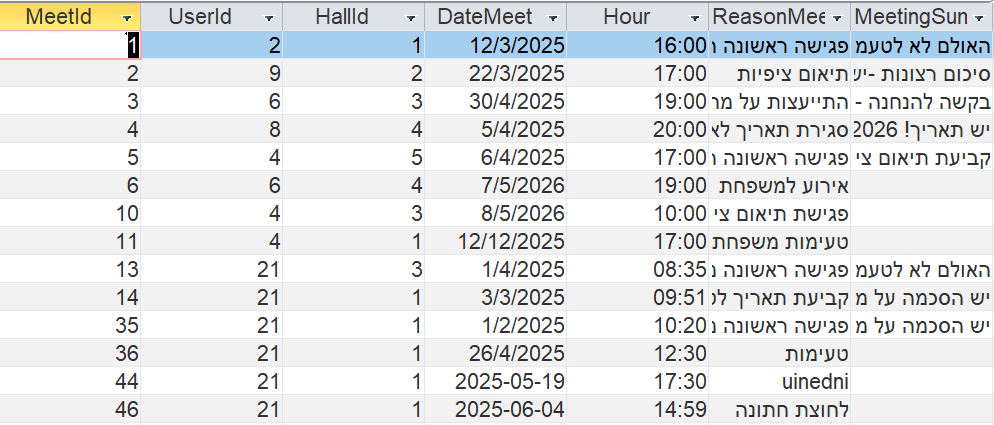 MeetId UserId HallId DateMeet Hour ReasonMee MeetingSun
1 2 1 12/3/2025 16:00 פגישה ראשונה האולם לא לטעמ
2 9 2 22/3/2025 17:00 תיאום ציפיות סיכום רצונות -יש
3 6 3 30/4/2025 19:00 התייעצות על מח בקשה להנחנה -
4 8 4 5/4/2025 20:00 סגירת תאריך לא יש תאריך! 2026
5 4 5 6/4/2025 17:00 פגישה ראשונה קביעת תיאום צי
6 6 4 7/5/2026 19:00 אירוע למשפחת
10 4 3 8/5/2026 10:00 פגישת תיאום צי
11 4 1 12/12/2025 17:00 טעימות משפחת
13 21 3 1/4/2025 08:35 פגישה ראשונה האולם לא לטעמ
14 21 1 3/3/2025 09:51 קביעת תאריך יש הסכמה על מ
35 21 1 1/2/2025 10:20 פגישה ראשונה יש הסכמה על מ
36 21 1 26/4/2025 12:30 טעימות
44 21 1 2025-05-19 17:30 uinedni
46 21 1 2025-06-04 14:59 לחוצת חתונה